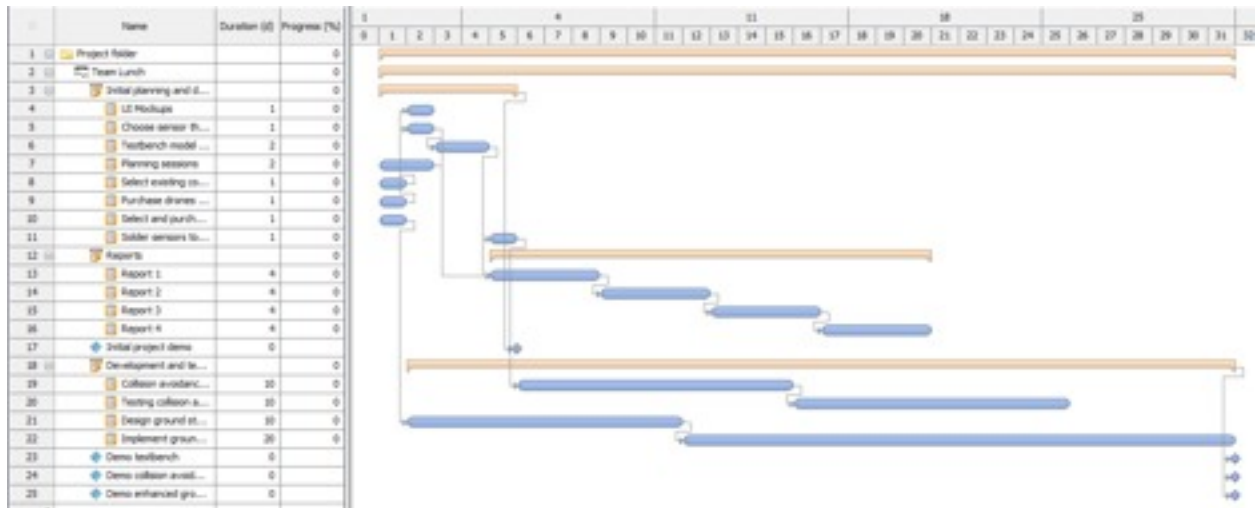 Name Duration (d) Progress [%] 1 4 11 18 25
0 1 2 3 4 5 6 7 8 9 10 11 12 13 14 15 16 17 18 19 20 21 22 23 24 25 26 27 28 29 30 31 32
1 Project folder 0
2 Team Lunch 0
3 Initial planning and d... 0
4 UI Mockups 1 0
5 Choose sensor th... 1 0
6 Testbench model ... 2 0
7 Planning sessions 2 0
8 Select existing co... 1 0
9 Purchase drones ... 1 0
10 Select and purch... 1 0
11 Solder sensors to... 1 0
12 Reports 0
13 Report 1 4 0
14 Report 2 4 0
15 Report 3 4 0
16 Report 4 4 0
17 Initial project demo 0
18 Development and te... 0
19 Collision avoidanc... 10 0
20 Testing collision a... 10 0
21 Design ground st... 10 0
22 Implement groun... 20 0
23 Demo testbench 0
24 Demo collision avoid... 0
25 Demo enhanced gro... 0